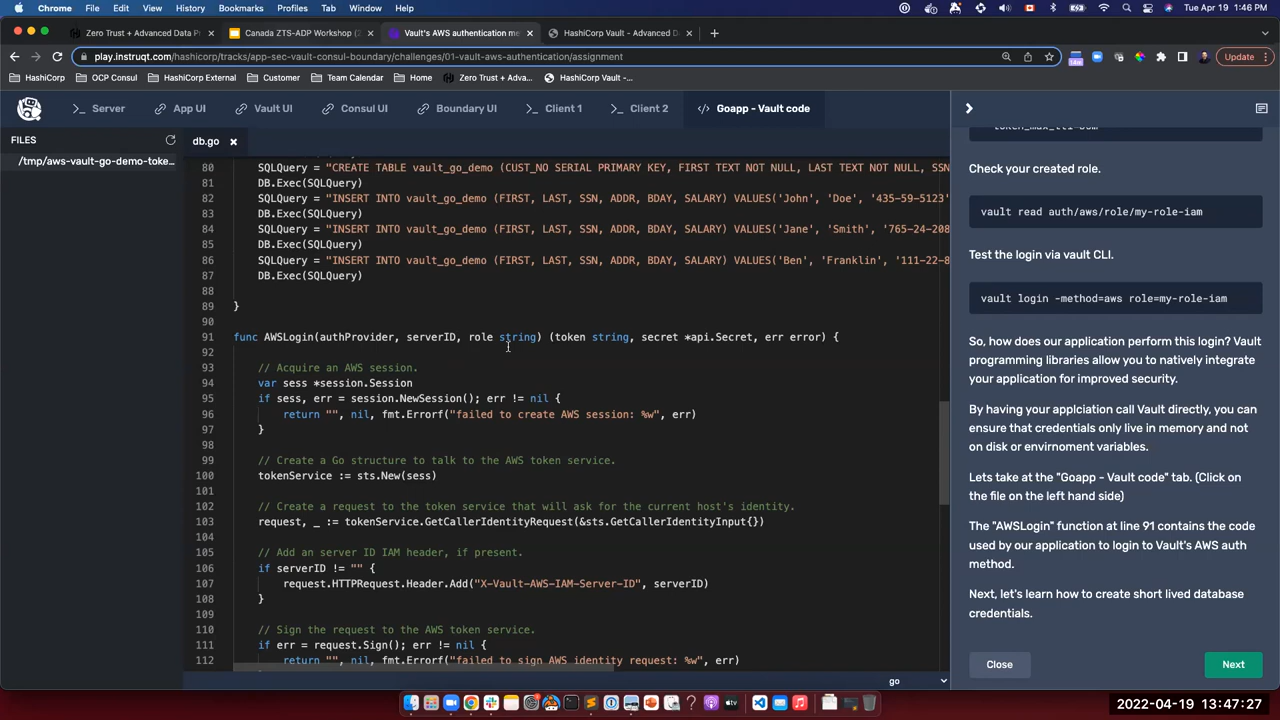 Chrome File Edit View History Bookmarks Profiles Tab Window Help Tue Apr 19 1:46 PM
Zero Trust + Advanced Data P
Canada ZTS-ADP Workshop (
Vault's AWS authentication me
HashiCorp Vault - Advanced D
play.instruqt.com/hashicorp/tracks/app-sec-vault-consul-boundary/challenges/01-vault-aws-authentication/assignment
14m
Update
HashiCorp OCP Consul HashiCorp External Customer Team Calendar Home Zero Trust + Adva... HashiCorp Vault -...
Server App UI Vault UI Consul UI Boundary UI Client 1 Client 2 Goapp - Vault code
FILES
/tmp/aws-vault-go-demo-toke...
db.go
80 SQLQuery = "CREATE TABLE vault_go_demo (CUST_NO SERIAL PRIMARY KEY, FIRST TEXT NOT NULL, LAST TEXT NOT NULL, SSN
81 DB.Exec(SQLQuery)
82 SQLQuery = "INSERT INTO vault_go_demo (FIRST, LAST, SSN, ADDR, BDAY, SALARY) VALUES('John', 'Doe', '435-59-5123'
83 DB.Exec(SQLQuery)
84 SQLQuery = "INSERT INTO vault_go_demo (FIRST, LAST, SSN, ADDR, BDAY, SALARY) VALUES('Jane', 'Smith', '765-24-208
85 DB.Exec(SQLQuery)
86 SQLQuery = "INSERT INTO vault_go_demo (FIRST, LAST, SSN, ADDR, BDAY, SALARY) VALUES('Ben', 'Franklin', '111-22-8
87 DB.Exec(SQLQuery)
88
89 }
90
91 func AWSLogin(authProvider, serverID, role string) (token string, secret *api.Secret, err error) {
92
93 // Acquire an AWS session.
94 var sess *session.Session
95 if sess, err = session.NewSession(); err != nil {
96 return "", nil, fmt.Errorf("failed to create AWS session: %w", err)
97 }
98
99 // Create a Go structure to talk to the AWS token service.
100 tokenService := sts.New(sess)
101
102 // Create a request to the token service that will ask for the current host's identity.
103 request, _ := tokenService.GetCallerIdentityRequest(&sts.GetCallerIdentityInput{})
104
105 // Add an server ID IAM header, if present.
106 if serverID != "" {
107 request.HTTPRequest.Header.Add("X-Vault-AWS-IAM-Server-ID", serverID)
108 }
109
110 // Sign the request to the AWS token service.
111 if err = request.Sign(); err != nil {
112 return "", nil, fmt.Errorf("failed to sign AWS identity request: %w", err)
go
Check your created role.
vault read auth/aws/role/my-role-iam
Test the login via vault CLI.
vault login -method=aws role=my-role-iam
So, how does our application perform this login? Vault
programming libraries allow you to natively integrate
your application for improved security.
By having your applciation call Vault directly, you can
ensure that credentials only live in memory and not
on disk or envirnoment variables.
Lets take at the "Goapp - Vault code" tab. (Click on
the file on the left hand side)
The "AWSLogin" function at line 91 contains the code
used by our application to login to Vault's AWS auth
method.
Next, let's learn how to create short lived database
credentials.
Close
Next
2022-04-19 13:47:27